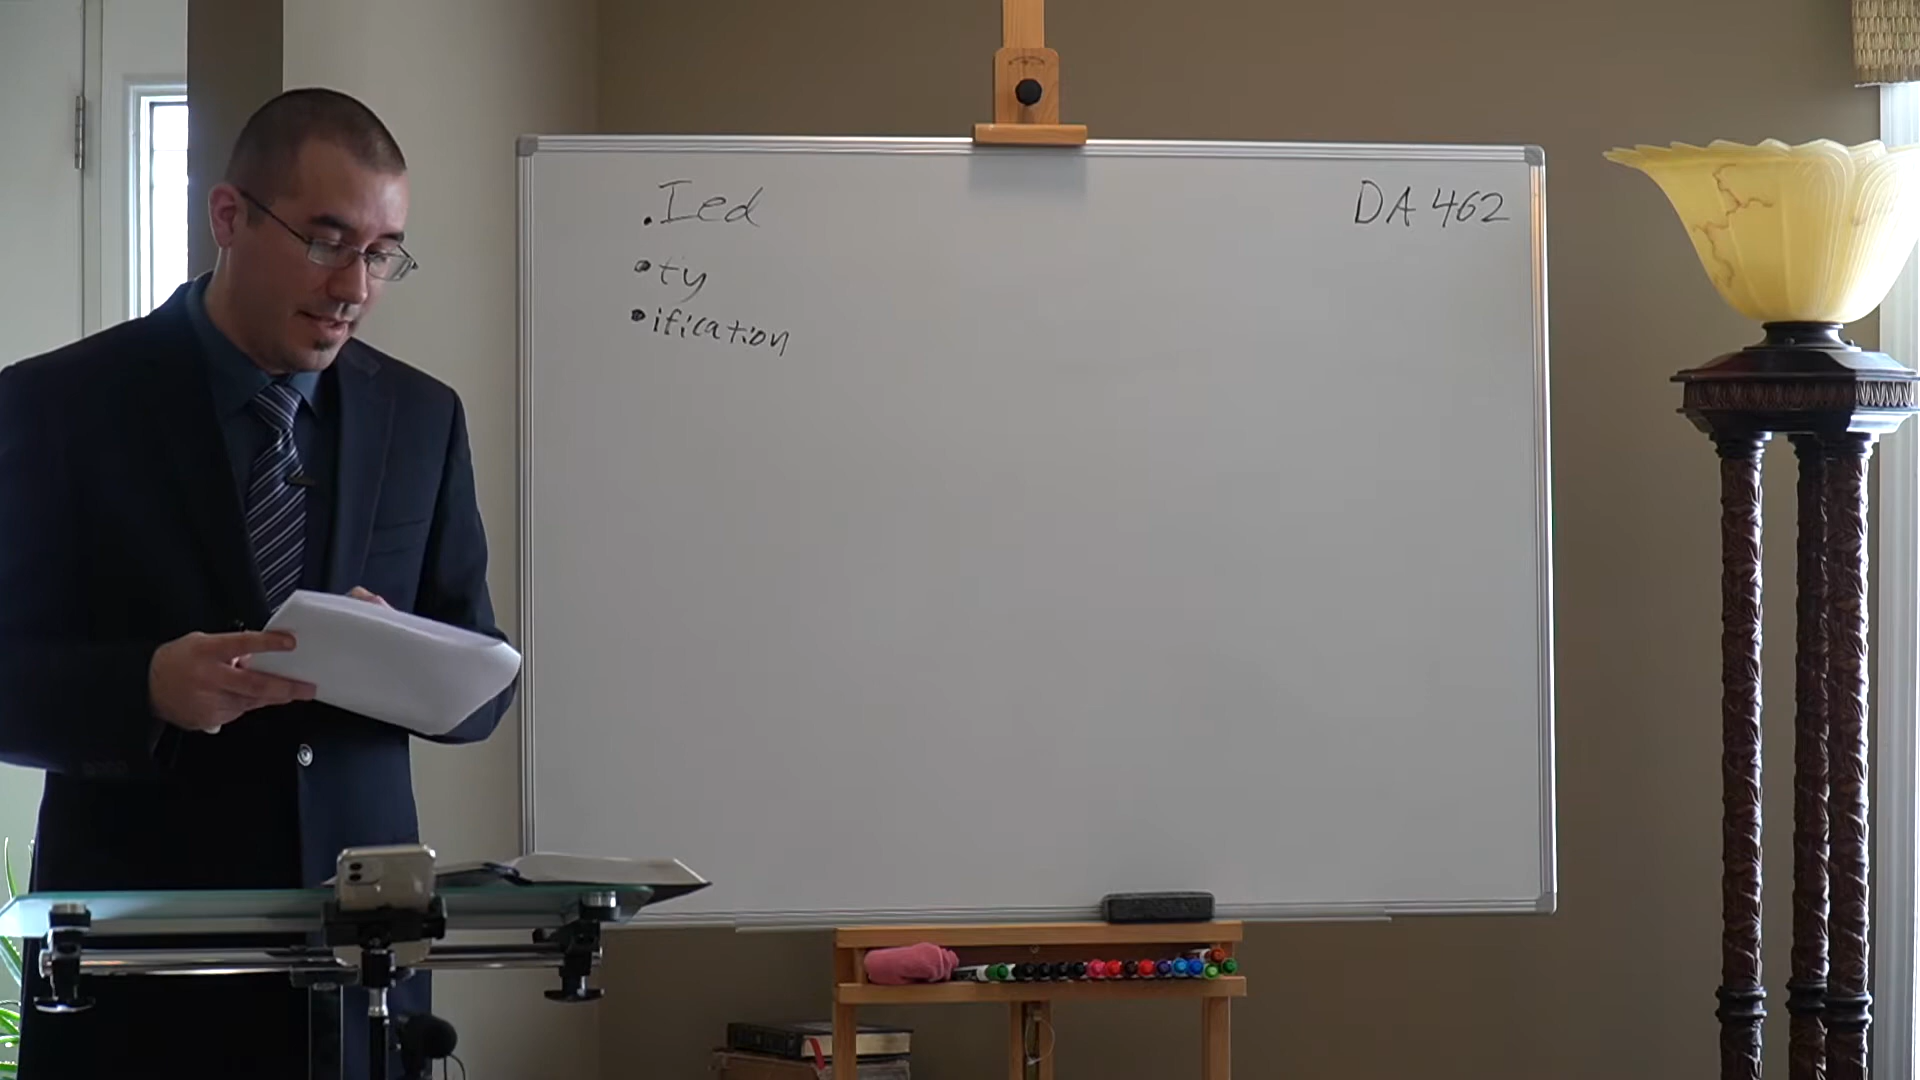 .Ied
DA 462
•ty
•ification